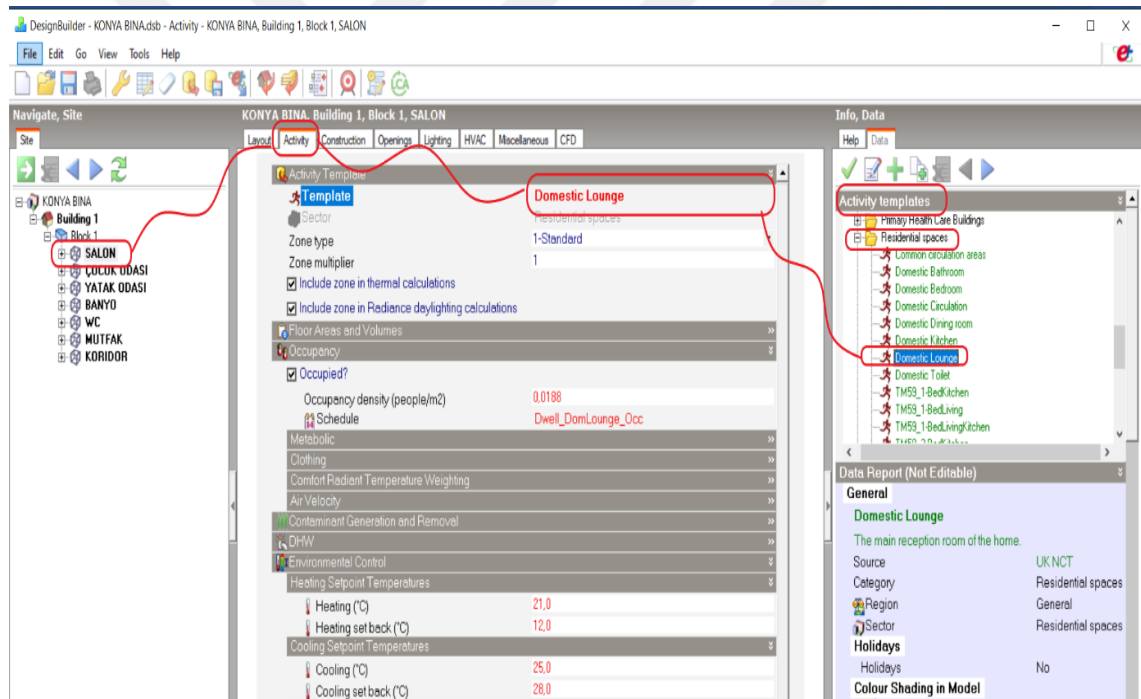 DesignBuilder - KONYA BINA.dsb - Activity - KONYA BINA, Building 1, Block 1, SALON
File Edit Go View Tools Help
Navigate, Site
Site
KONYA BINA
Building 1
Block 1
SALON
ÇOCUK ODASI
YATAK ODASI
BANYO
WC
MUTFAK
KORIDOR
KONYA BINA, Building 1, Block 1, SALON
Layout Activity Construction Openings Lighting HVAC Miscellaneous CFD
Activity Template
Template Domestic Lounge
Sector Residential spaces
Zone type 1-Standard
Zone multiplier 1
Include zone in thermal calculations
Include zone in Radiance daylighting calculations
Floor Areas and Volumes
Occupancy
Occupied?
Occupancy density (people/m2) 0,0188
Schedule Dwell_DomLounge_Occ
Metabolic
Clothing
Comfort Radiant Temperature Weighting
Air Velocity
Contaminant Generation and Removal
DHW
Environmental Control
Heating Setpoint Temperatures
Heating (°C) 21,0
Heating set back (°C) 12,0
Cooling Setpoint Temperatures
Cooling (°C) 25,0
Cooling set back (°C) 28,0
Info, Data
Help Data
Activity templates
Primary Health Care Buildings
Residential spaces
Common circulation areas
Domestic Bathroom
Domestic Bedroom
Domestic Circulation
Domestic Dining room
Domestic Kitchen
Domestic Lounge
Domestic Toilet
TM59_1-BedKitchen
TM59_1-BedLiving
TM59_1-BedLivingKitchen
Data Report (Not Editable)
General
Domestic Lounge
The main reception room of the home.
Source UK NCT
Category Residential spaces
Region General
Sector Residential spaces
Holidays
Holidays No
Colour Shading in Model